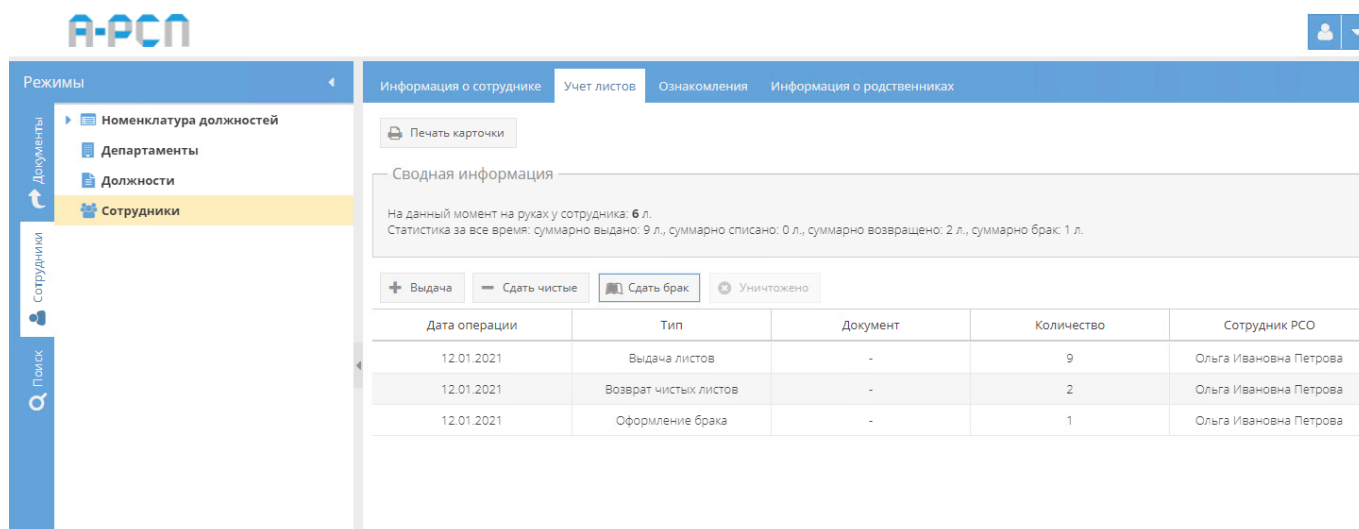 А-РСП
Режимы
Документы
Сотрудники
Поиск
Номенклатура должностей
Департаменты
Должности
Сотрудники
Информация о сотруднике Учет листов Ознакомления Информация о родственниках
Печать карточки
Сводная информация
На данный момент на руках у сотрудника: 6 л.
Статистика за все время: суммарно выдано: 9 л., суммарно списано: 0 л., суммарно возвращено: 2 л., суммарно брак: 1 л.
Выдача Сдать чистые Сдать брак Уничтожено
Дата операции Тип Документ Количество Сотрудник РСО
12.01.2021 Выдача листов - 9 Ольга Ивановна Петрова
12.01.2021 Возврат чистых листов - 2 Ольга Ивановна Петрова
12.01.2021 Оформление брака - 1 Ольга Ивановна Петрова